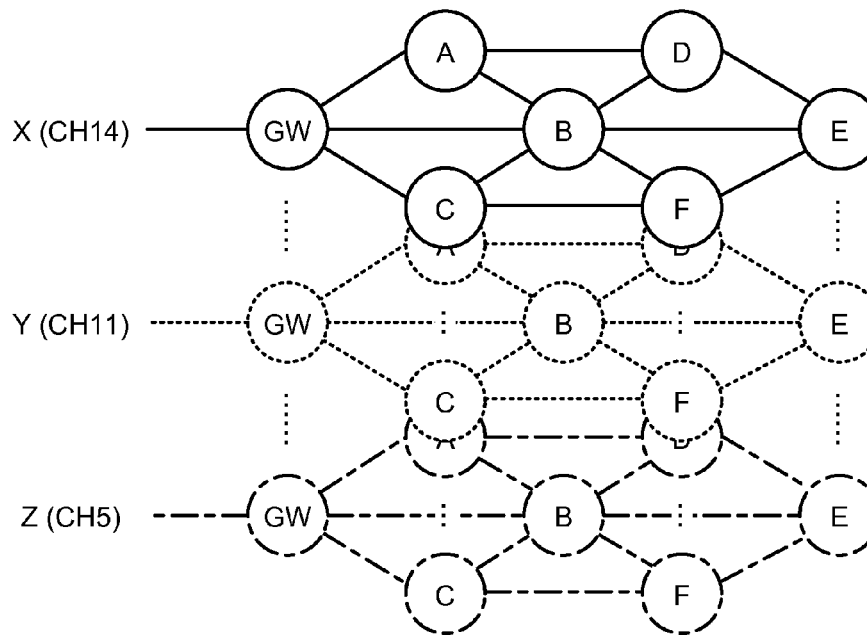 A D
X (CH14) GW B E
C F
A D
Y (CH11) GW B E
C F
A D
Z (CH5) GW B E
C F